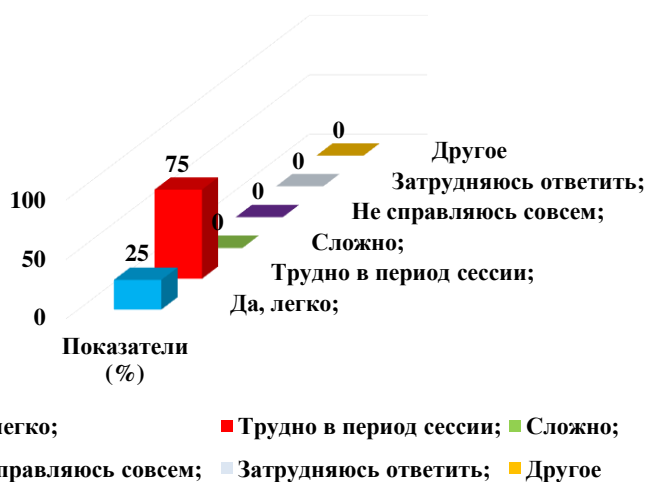 0
0
0
0
75
25
100
50
0
Другое
Затрудняюсь ответить;
Не справляюсь совсем;
Сложно;
Трудно в период сессии;
Да, легко;
Показатели
(%)
легко; Трудно в период сессии; Сложно;
правляюсь совсем; Затрудняюсь ответить; Другое